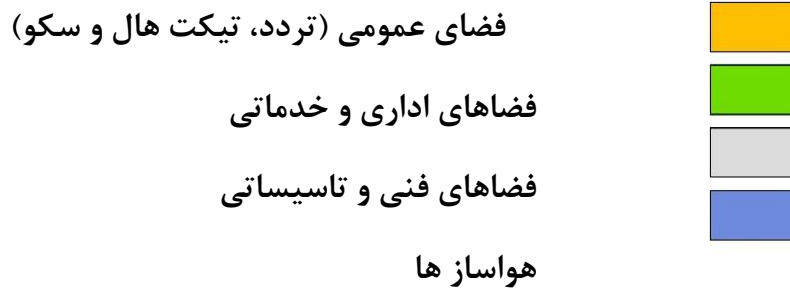 فضای عمومی (تردد، تیکت هال و سکو)
فضاهای اداری و خدماتی
فضاهای فنی و تاسیساتی
هواساز ها